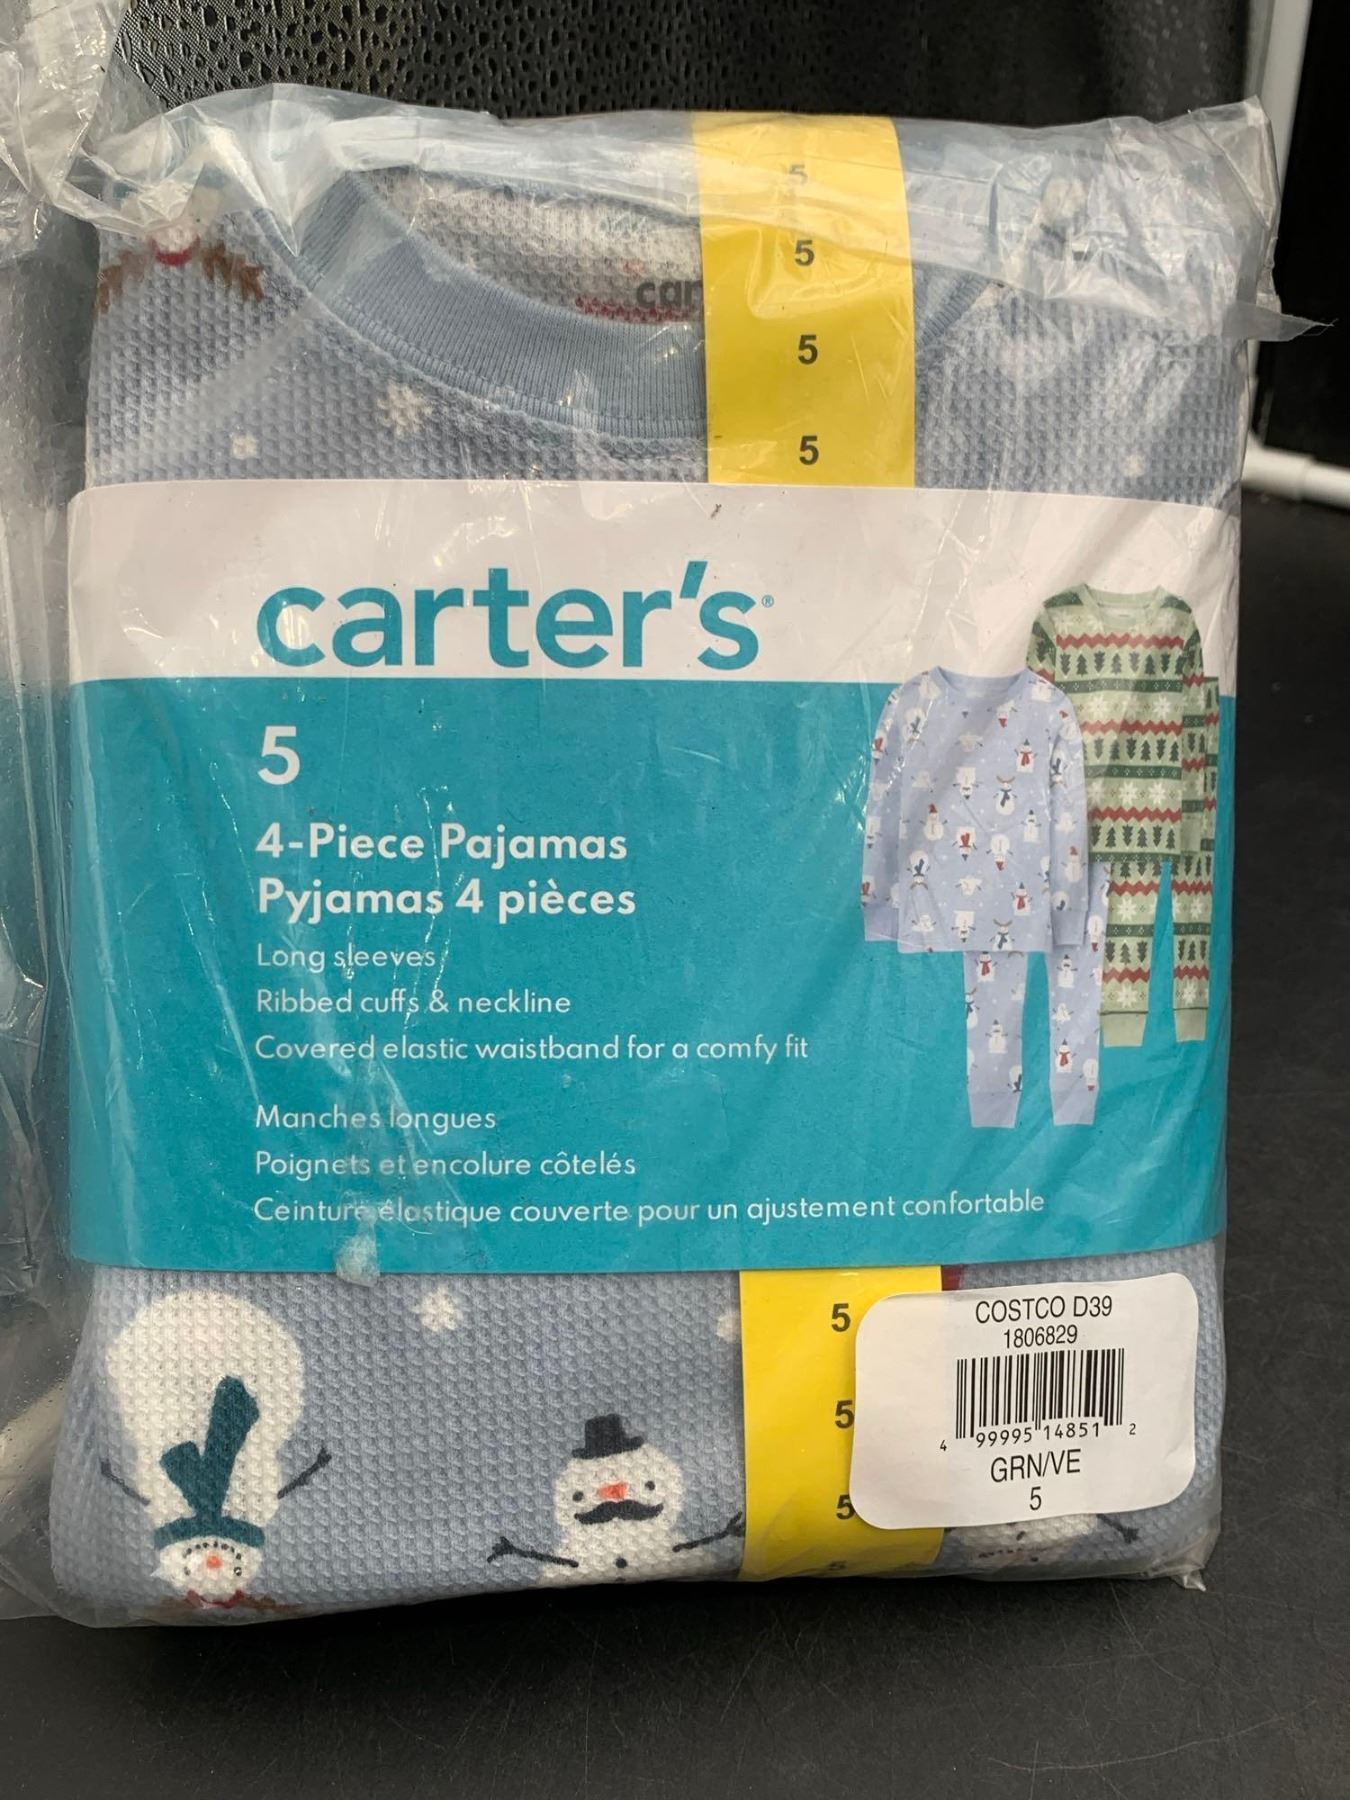 5
5
5
5
car
carter's®
5
4-Piece Pajamas
Pyjamas 4 pièces
Long sleeves
Ribbed cuffs & neckline
Covered elastic waistband for a comfy fit
Manches longues
Poignets et encolure côtelés
Ceinture élastique couverte pour un ajustement confortable
5
5
5
5
COSTCO D39
1806829
4 99995 14851 2
GRN/VE
5